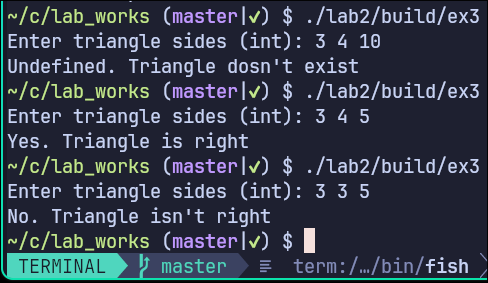 ~/c/lab_works (master|✔) $ ./lab2/build/ex3
Enter triangle sides (int): 3 4 10
Undefined. Triangle dosn't exist
~/c/lab_works (master|✔) $ ./lab2/build/ex3
Enter triangle sides (int): 3 4 5
Yes. Triangle is right
~/c/lab_works (master|✔) $ ./lab2/build/ex3
Enter triangle sides (int): 3 3 5
No. Triangle isn't right
~/c/lab_works (master|✔) $
TERMINAL master term:/…/bin/fish